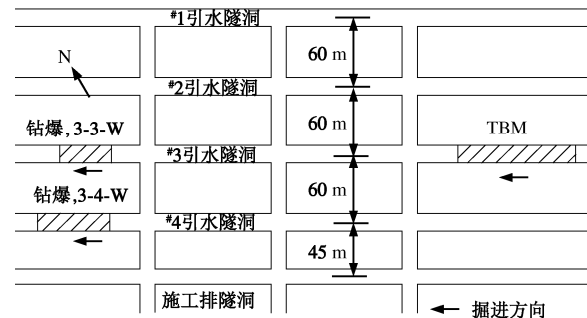 #1引水隧洞
60 m
N
#2引水隧洞
钻爆,3-3-W
60 m
TBM
#3引水隧洞
钻爆,3-4-W
60 m
#4引水隧洞
45 m
施工排隧洞
掘进方向